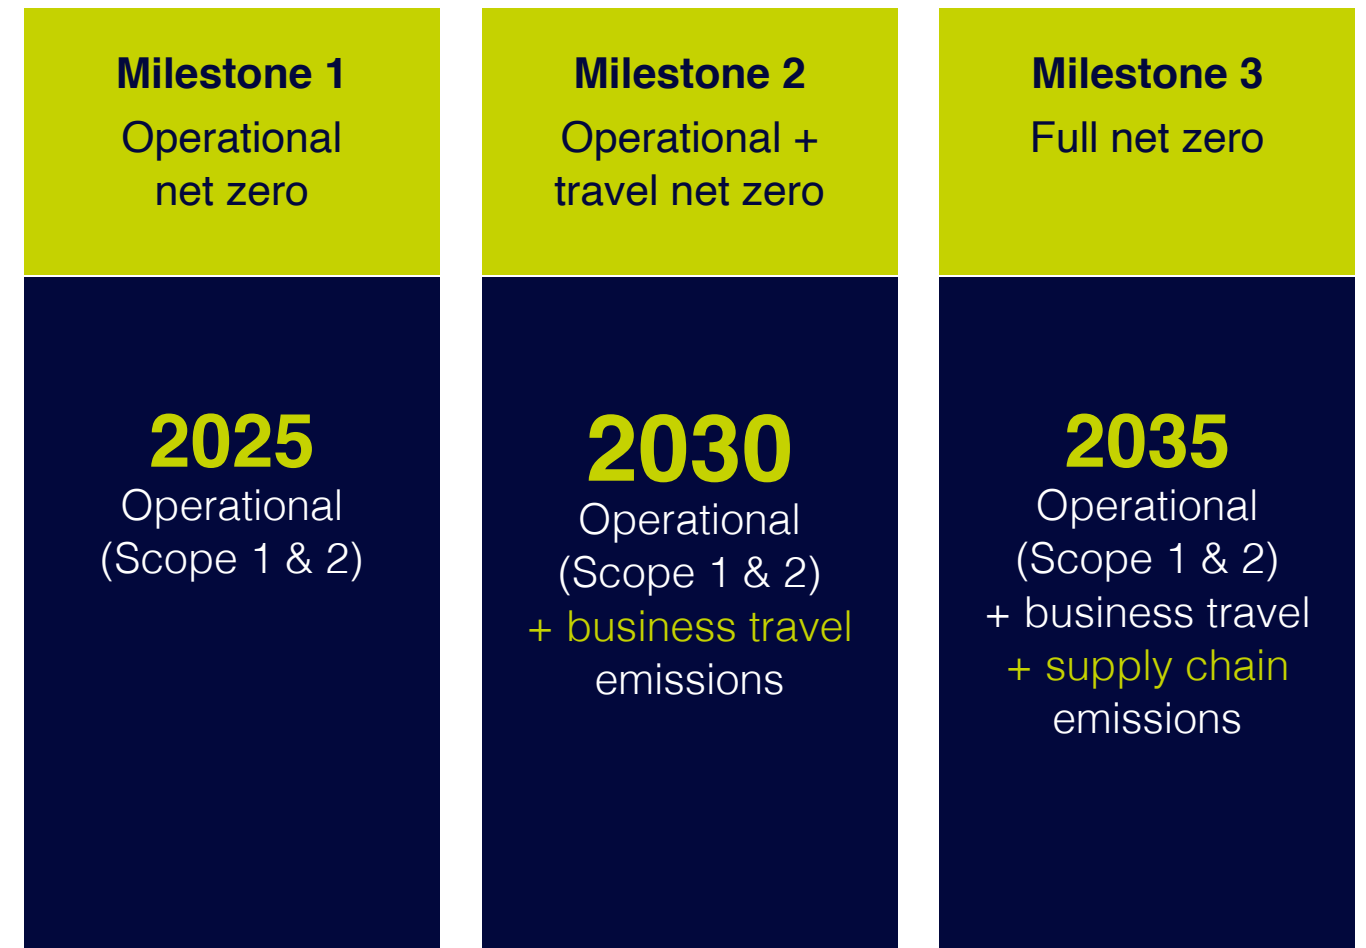 Milestone 1
Operational
net zero
2025
Operational
(Scope 1 & 2)
Milestone 2
Operational +
travel net zero
2030
Operational
(Scope 1 & 2)
+ business travel
emissions
Milestone 3
Full net zero
2035
Operational
(Scope 1 & 2)
+ business travel
+ supply chain
emissions